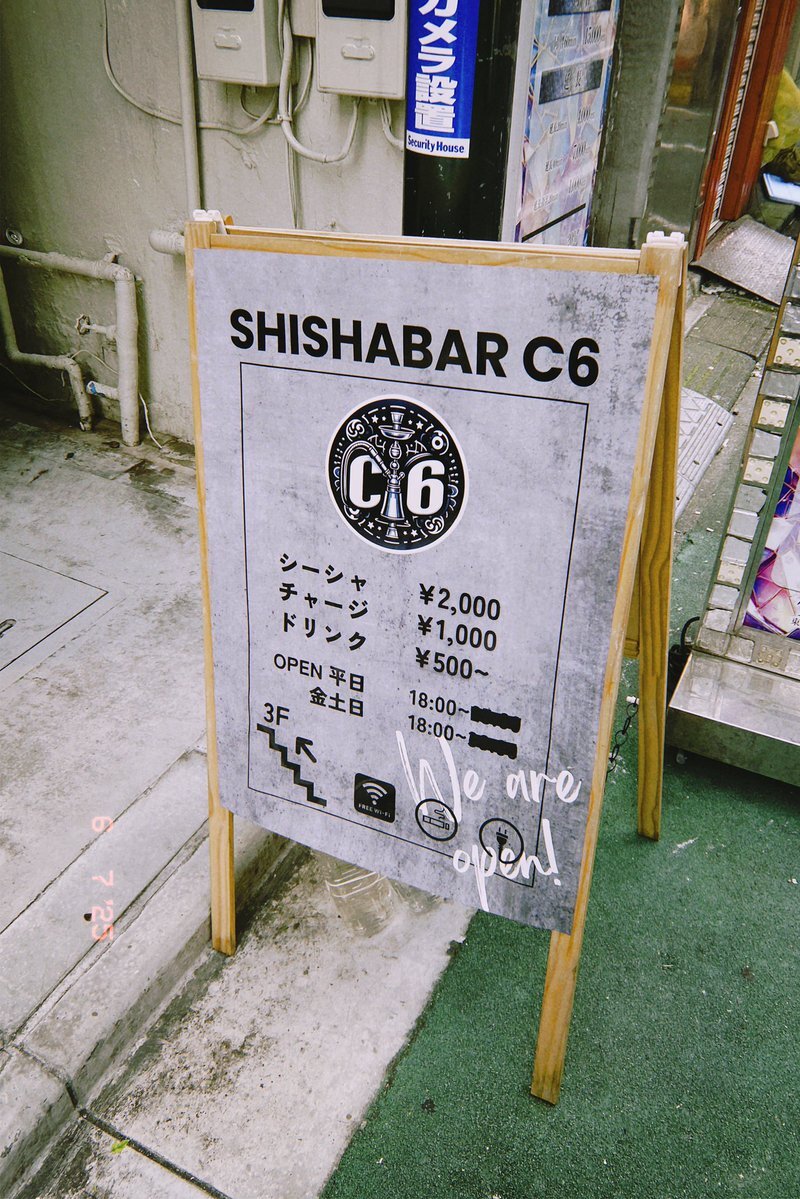 カメラ設置
Security House
SHISHABAR C6
C6
シーシャ ¥2,000
チャージ ¥1,000
ドリンク ¥500~
OPEN 平日 18:00~
金土日 18:00~
3F
FREE Wi-Fi
We are
open!
6 7 '25